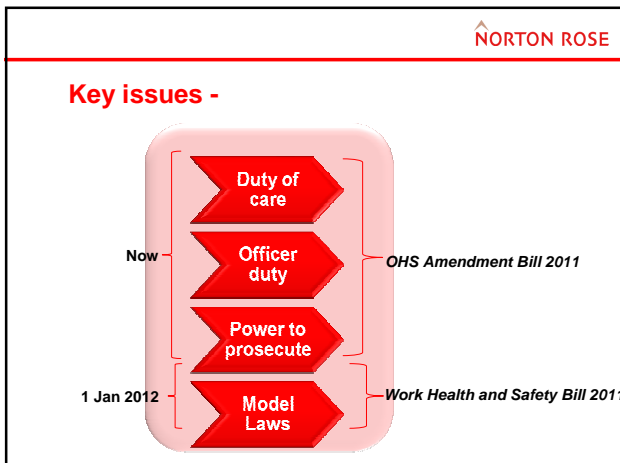 NORTON ROSE
Key issues -
Duty of
care
Now
Officer
duty
OHS Amendment Bill 2011
Power to
prosecute
1 Jan 2012
Model
Laws
Work Health and Safety Bill 2011